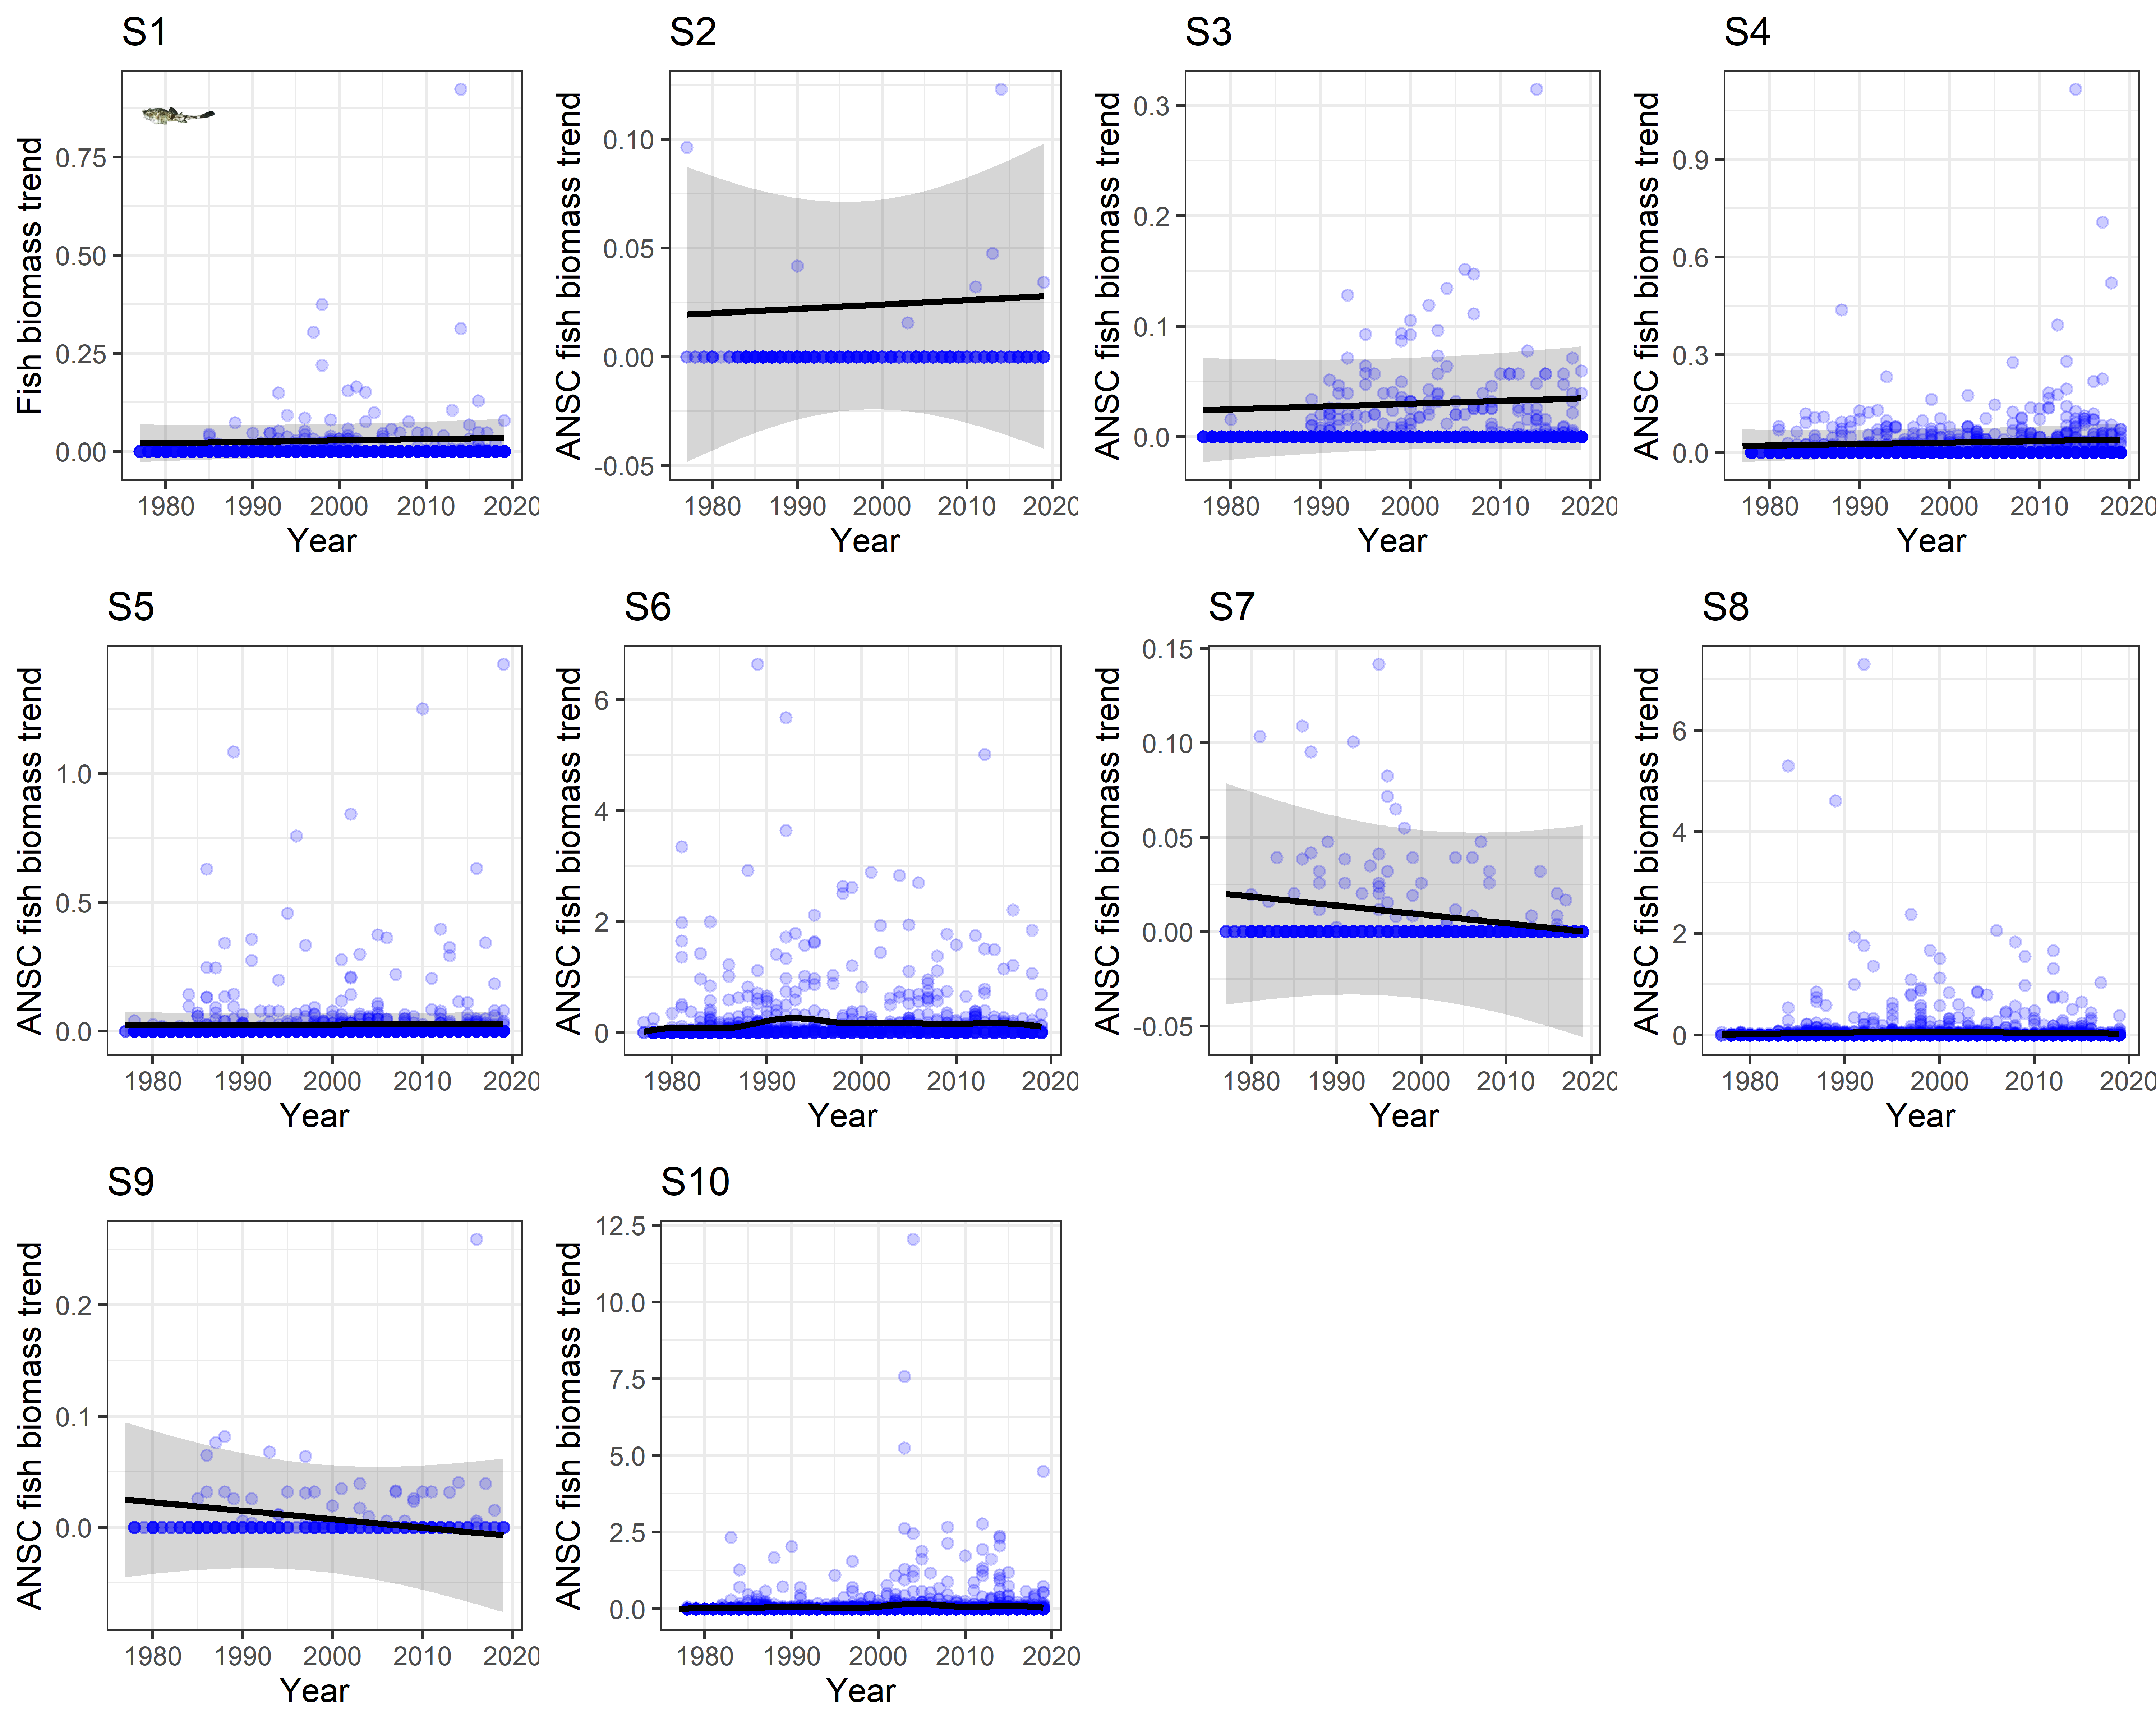 S1
S2
S3
S4
Fish biomass trend
0.75
0.50
0.25
0.00
1980 1990 2000 2010 2020
Year
ANSC fish biomass trend
0.10
0.05
0.00
-0.05
1980 1990 2000 2010 2020
Year
ANSC fish biomass trend
0.3
0.2
0.1
0.0
1980 1990 2000 2010 2020
Year
ANSC fish biomass trend
0.9
0.6
0.3
0.0
1980 1990 2000 2010 2020
Year
S5
S6
S7
S8
ANSC fish biomass trend
1.0
0.5
0.0
1980 1990 2000 2010 2020
Year
ANSC fish biomass trend
6
4
2
0
1980 1990 2000 2010 2020
Year
ANSC fish biomass trend
0.15
0.10
0.05
0.00
-0.05
1980 1990 2000 2010 2020
Year
ANSC fish biomass trend
6
4
2
0
1980 1990 2000 2010 2020
Year
S9
S10
ANSC fish biomass trend
0.2
0.1
0.0
1980 1990 2000 2010 2020
Year
ANSC fish biomass trend
12.5
10.0
7.5
5.0
2.5
0.0
1980 1990 2000 2010 2020
Year